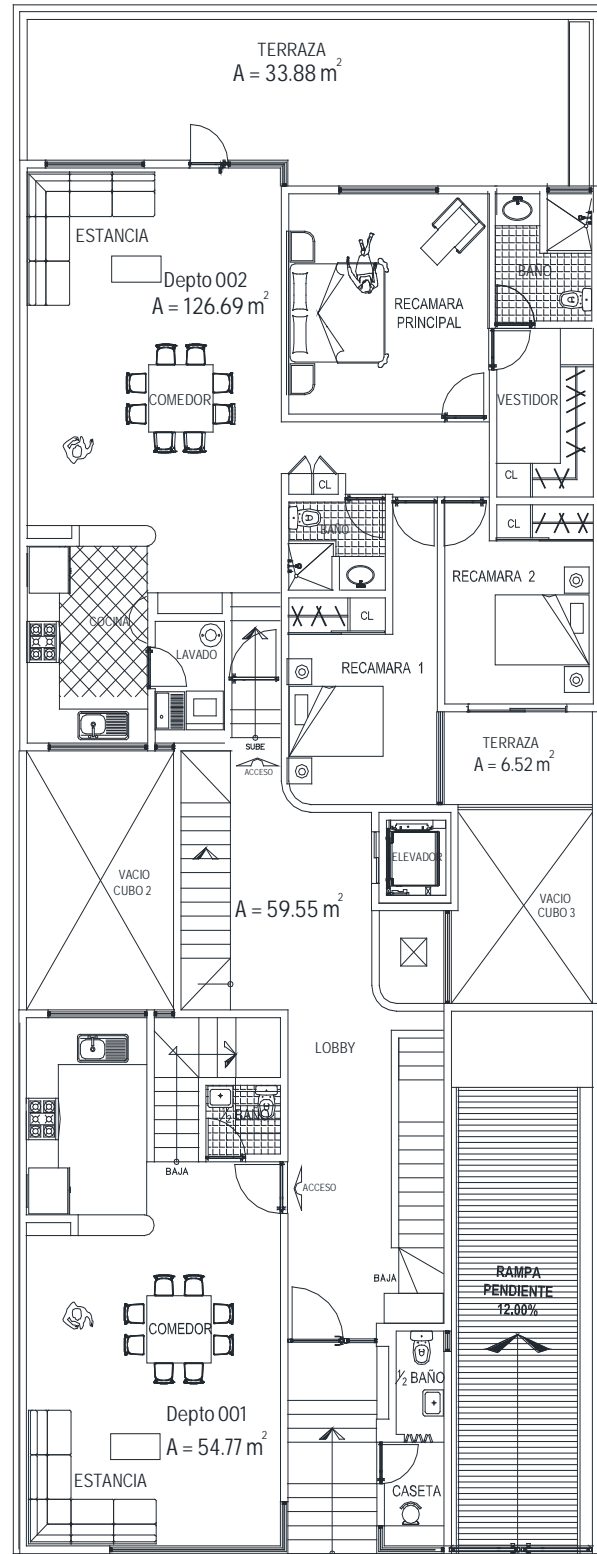 TERRAZA
A = 33.88 m²
ESTANCIA
Depto 002
A = 126.69 m²
RECAMARA
PRINCIPAL
BAÑO
COMEDOR
VESTIDOR
CL
CL
CL
BAÑO
RECAMARA 2
COCINA
LAVADO
CL
RECAMARA 1
SUBE
ACCESO
TERRAZA
A = 6.52 m²
ELEVADOR
VACIO
CUBO 2
VACIO
CUBO 3
A = 59.55 m²
LOBBY
½ BAÑO
BAJA
ACCESO
BAJA
RAMPA
PENDIENTE
12.00%
COMEDOR
½ BAÑO
Depto 001
A = 54.77 m²
ESTANCIA
CASETA